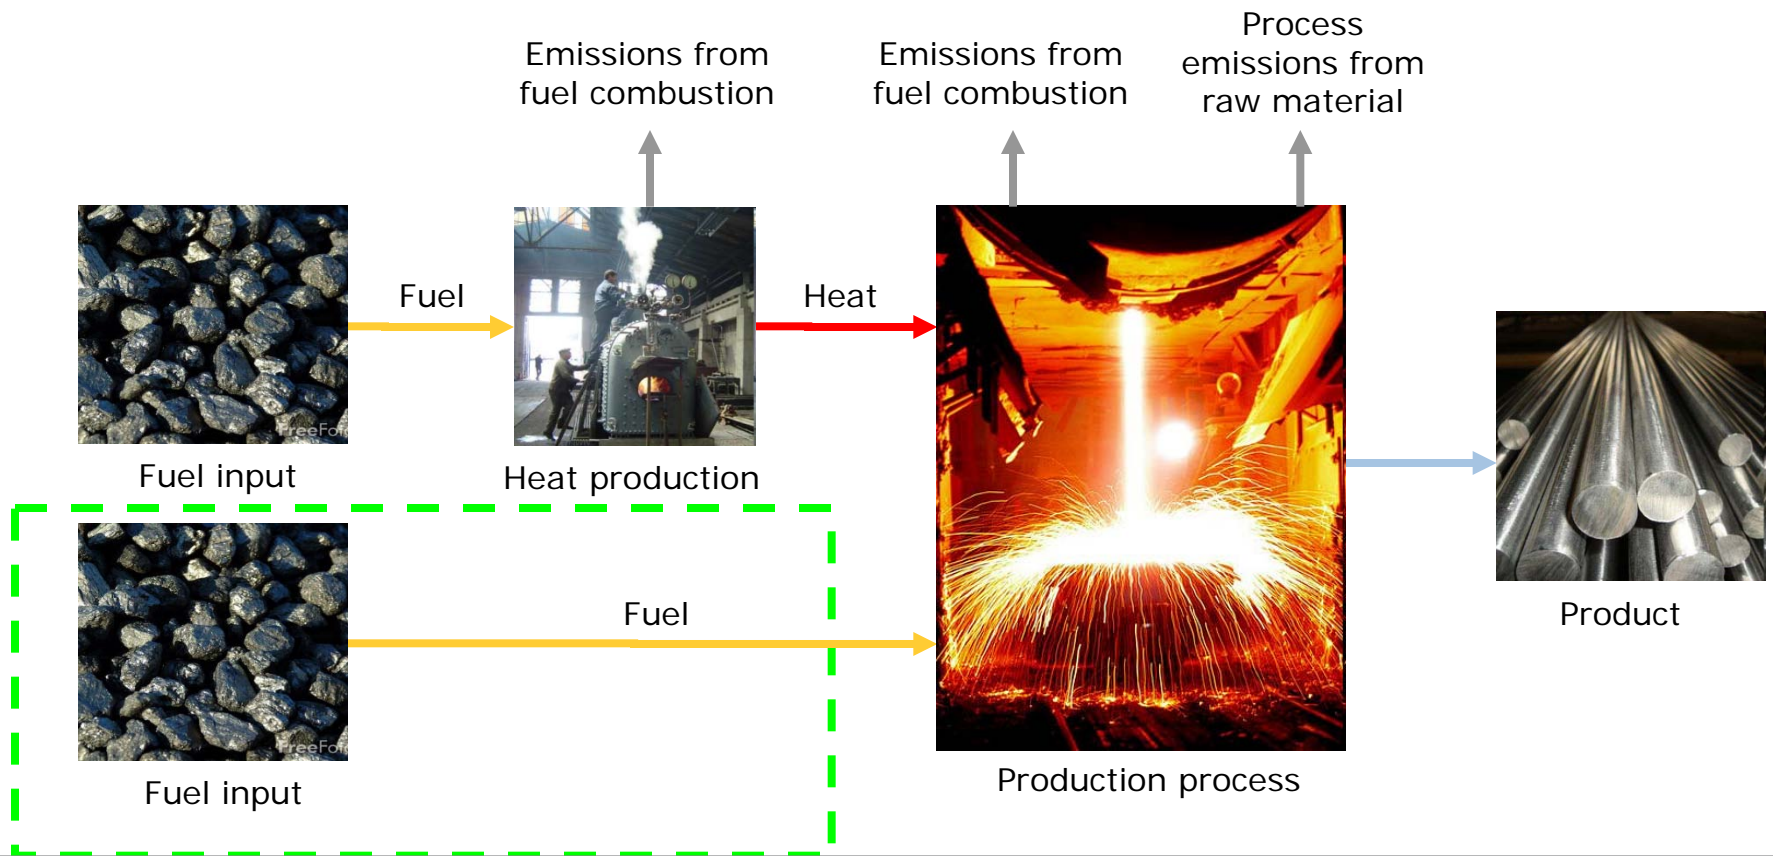 Emissions from
fuel combustion
Emissions from
fuel combustion
Process
emissions from
raw material
Fuel
Heat
Fuel input
Heat production
Fuel
Fuel input
Production process
Product